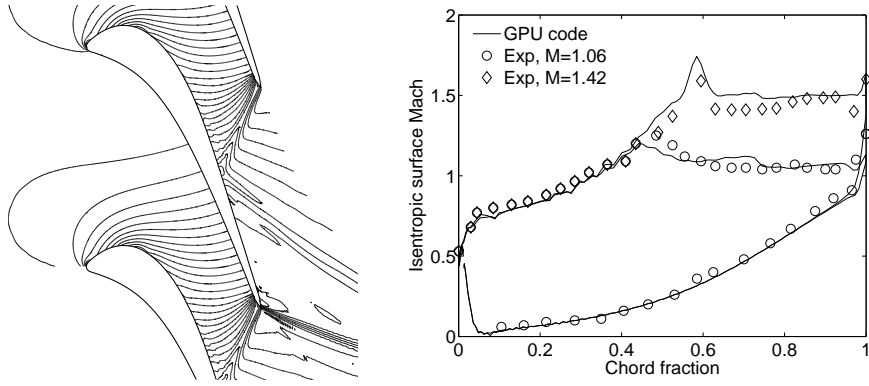 2
1.5
1
0.5
0
Isentropic surface Mach
GPU code
Exp, M=1.06
Exp, M=1.42
0 0.2 0.4 0.6 0.8 1
Chord fraction